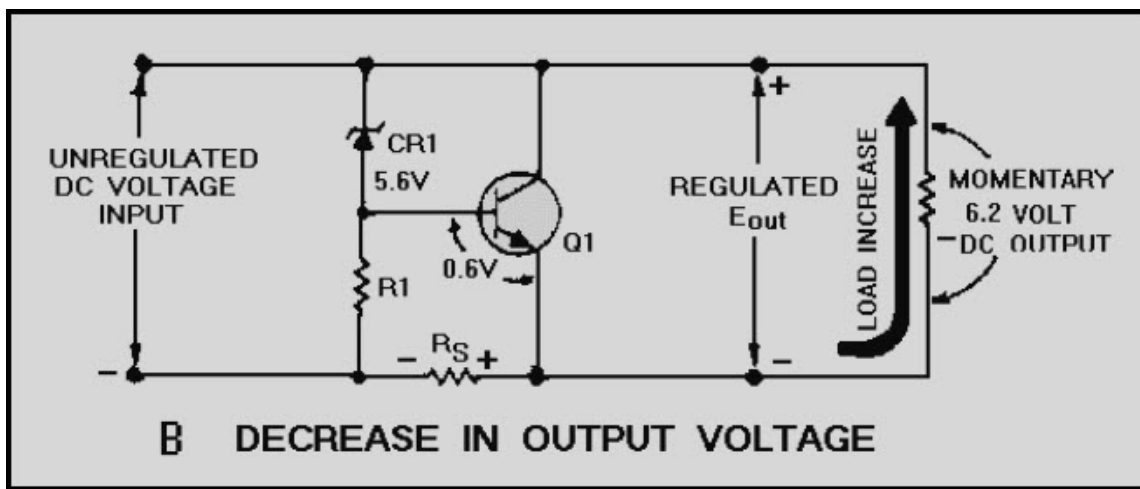 UNREGULATED
DC VOLTAGE
INPUT
CR1
5.6V
Q1
0.6V
R1
- RS +
-
+
REGULATED
Eout
-
LOAD INCREASE
MOMENTARY
6.2 VOLT
DC OUTPUT
B DECREASE IN OUTPUT VOLTAGE